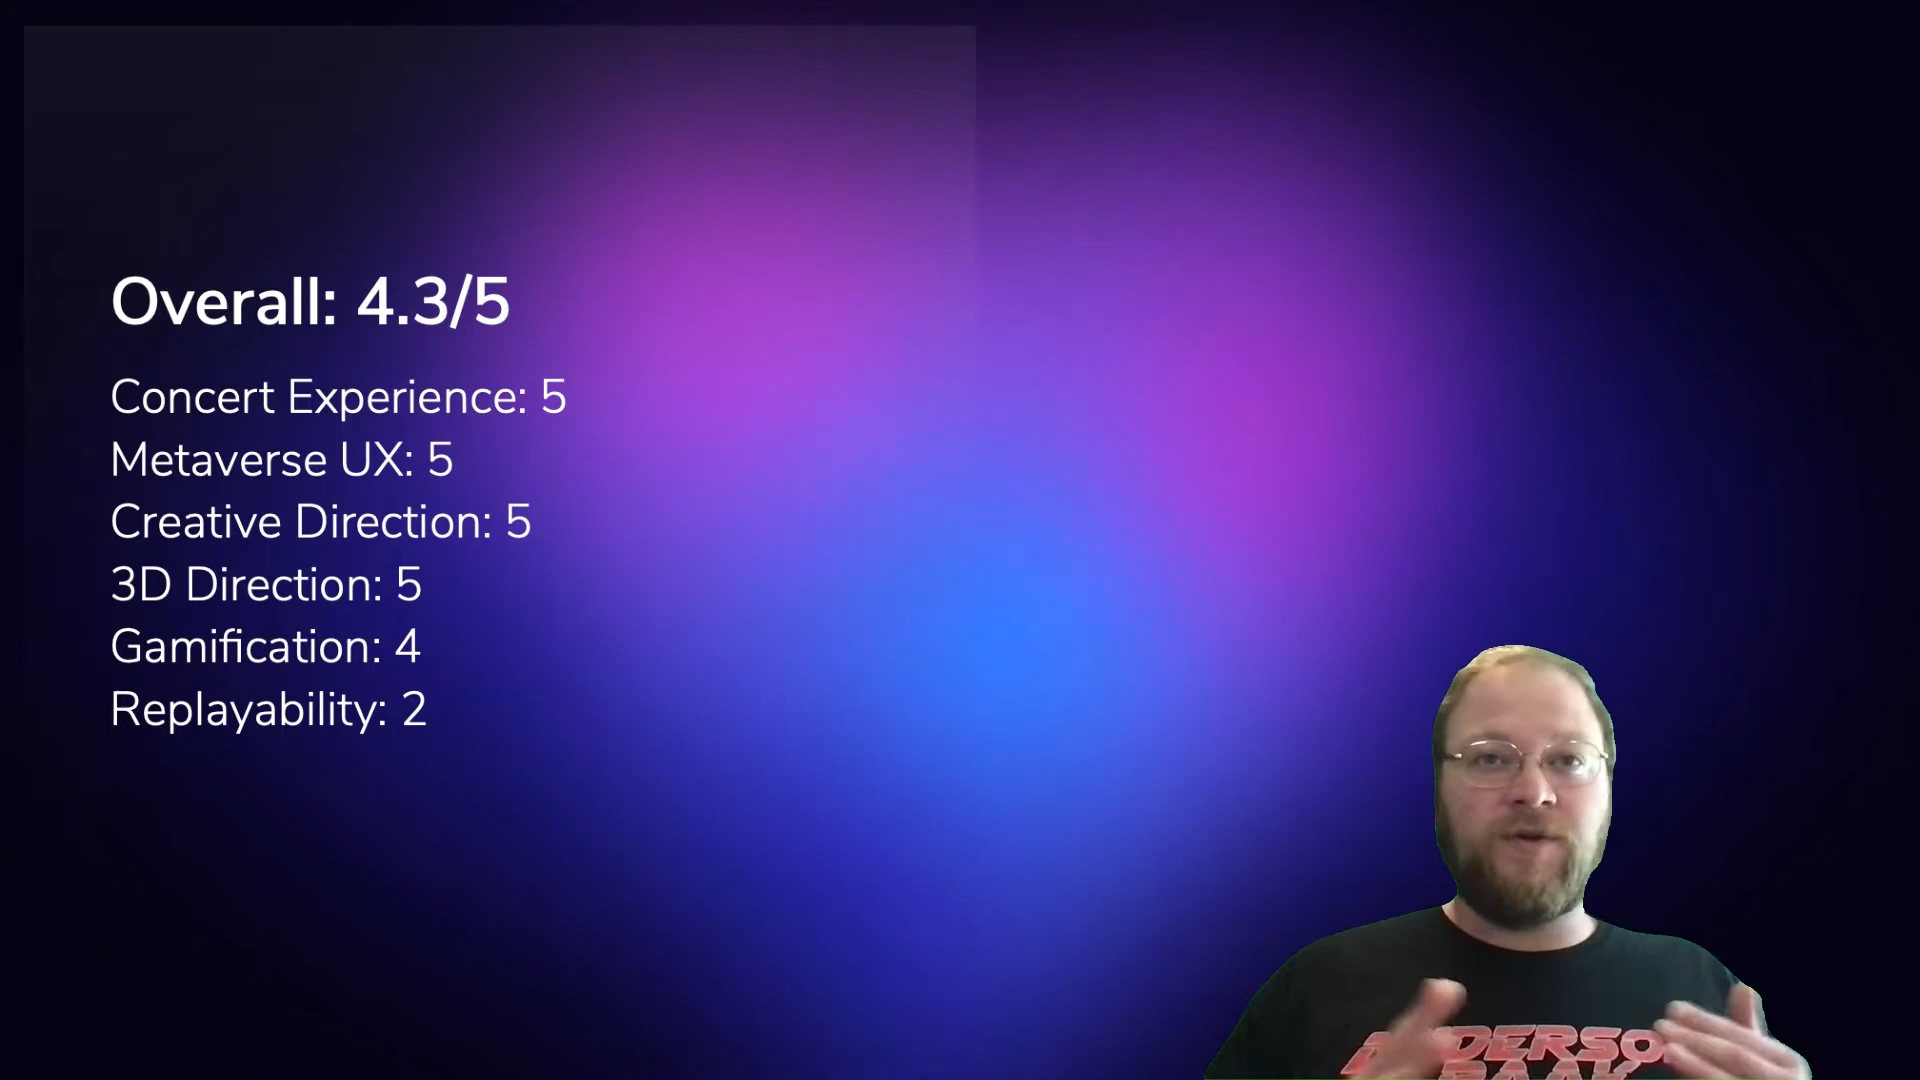 Overall: 4.3/5
Concert Experience: 5
Metaverse UX: 5
Creative Direction: 5
3D Direction: 5
Gamification: 4
Replayability: 2